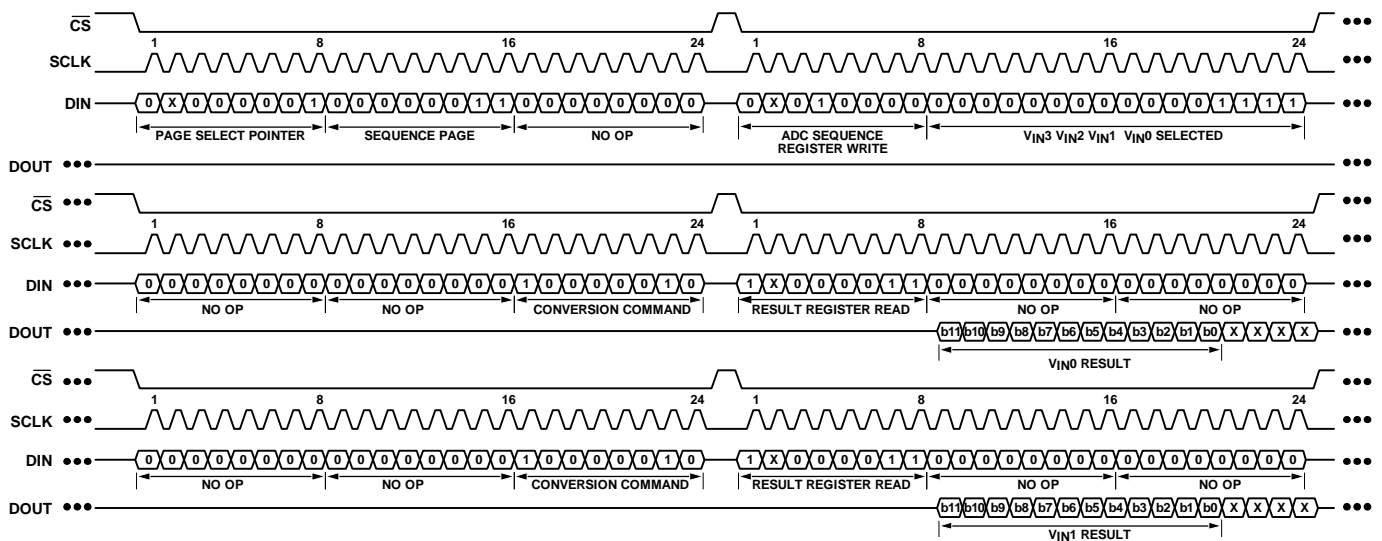 CS •••
1 8 16 24 1 8 16 24
SCLK •••
DIN 0 X 0 0 0 0 0 1 0 0 0 0 0 0 1 1 0 0 0 0 0 0 0 0 0 X 0 1 0 0 0 0 0 0 0 0 0 0 0 0 0 0 0 0 1 1 1 1 •••
PAGE SELECT POINTER SEQUENCE PAGE NO OP ADC SEQUENCE REGISTER WRITE VIN3 VIN2 VIN1 VIN0 SELECTED
DOUT ••• •••
CS ••• •••
1 8 16 24 1 8 16 24
SCLK ••• •••
DIN ••• 0 0 0 0 0 0 0 0 0 0 0 0 0 0 0 0 1 0 0 0 0 0 1 0 1 X 0 0 0 0 1 1 0 0 0 0 0 0 0 0 0 0 0 0 0 0 0 0 •••
NO OP NO OP CONVERSION COMMAND RESULT REGISTER READ NO OP NO OP
DOUT ••• b11 b10 b9 b8 b7 b6 b5 b4 b3 b2 b1 b0 X X X X •••
VIN0 RESULT
CS ••• •••
1 8 16 24 1 8 16 24
SCLK ••• •••
DIN ••• 0 0 0 0 0 0 0 0 0 0 0 0 0 0 0 0 1 0 0 0 0 0 1 0 1 X 0 0 0 0 1 1 0 0 0 0 0 0 0 0 0 0 0 0 0 0 0 0 •••
NO OP NO OP CONVERSION COMMAND RESULT REGISTER READ NO OP NO OP
DOUT ••• b11 b10 b9 b8 b7 b6 b5 b4 b3 b2 b1 b0 X X X X •••
VIN1 RESULT